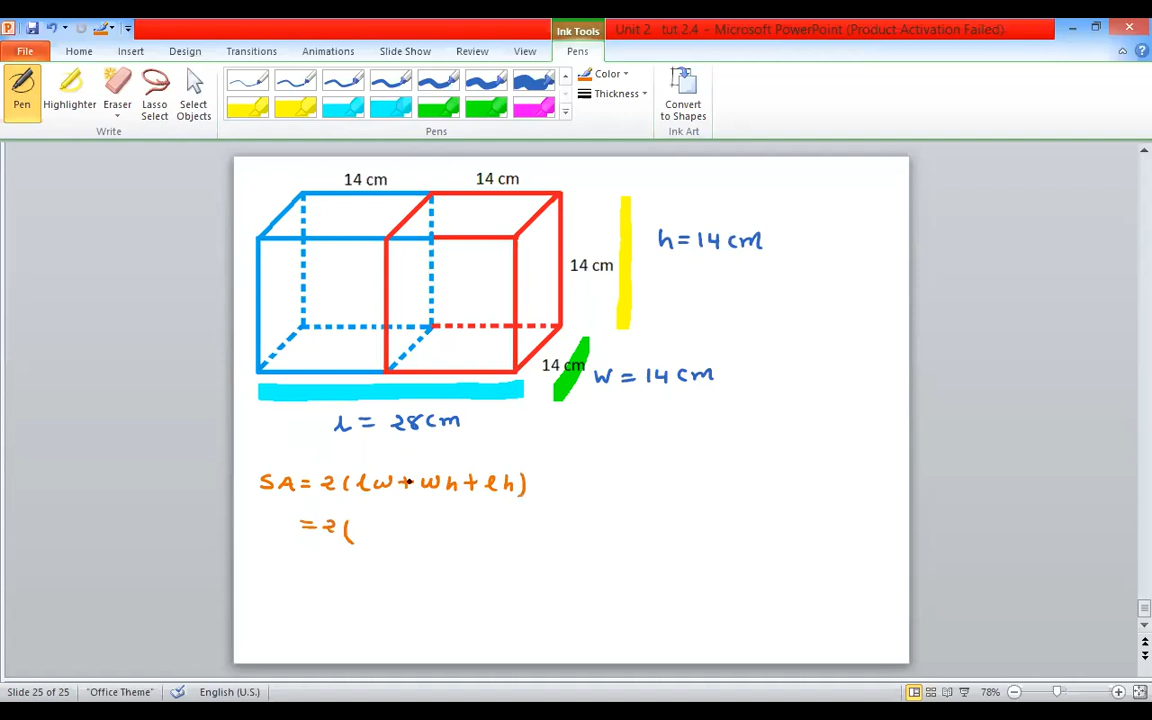 Ink Tools
Unit 2 tut 2.4 - Microsoft PowerPoint (Product Activation Failed)
File Home Insert Design Transitions Animations Slide Show Review View Pens
Pen Highlighter Eraser Lasso Select Select Objects
Color
Thickness
Convert to Shapes
Write Pens Ink Art
14 cm 14 cm
h = 14 cm
14 cm
14 cm
W = 14 cm
l = 28 cm
SA = 2 ( l w + w h + l h )
= 2 (
Slide 25 of 25 "Office Theme" English (U.S.) 78%